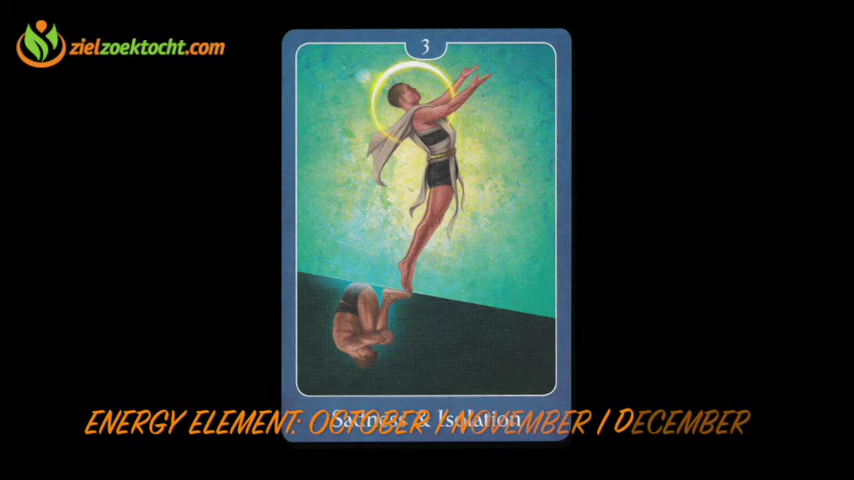 zielzoektocht.com
3
Sadness & Isolation
ENERGY ELEMENT: OCTOBER / NOVEMBER / DECEMBER